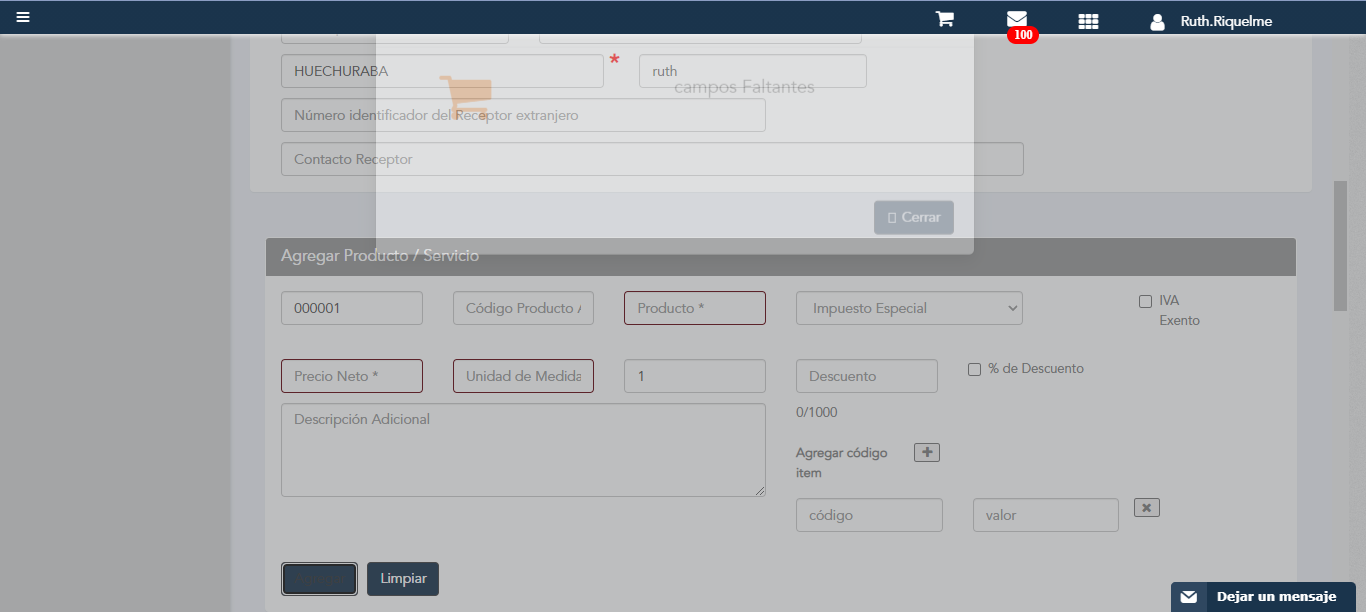 Ruth.Riquelme
100
HUECHURABA
*
ruth
campos Faltantes
Número identificador del Receptor extranjero
Contacto Receptor
Cerrar
Agregar Producto / Servicio
000001
Código Producto /
Producto *
Impuesto Especial
IVA
Exento
Precio Neto *
Unidad de Medida
1
Descuento
% de Descuento
Descripción Adicional
0/1000
Agregar código
item
código
valor
Limpiar
Dejar un mensaje